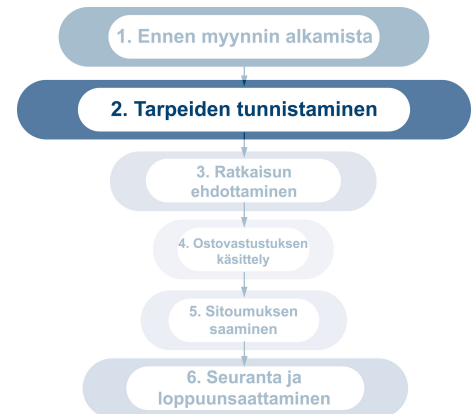 1. Ennen myynnin alkamista
2. Tarpeiden tunnistaminen
3. Ratkaisun
ehdottaminen
4. Ostovastustuksen
käsittely
5. Sitoumuksen
saaminen
6. Seuranta ja
loppuunsaattaminen